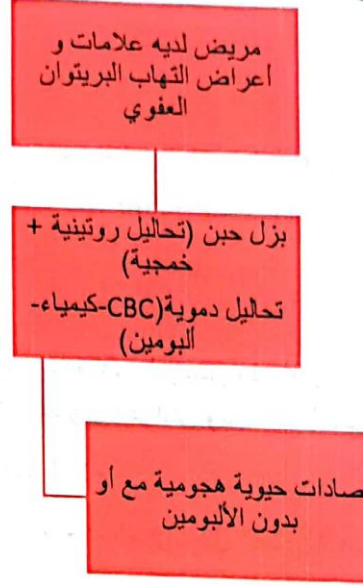 مريض لديه علامات و
أعراض التهاب البريتوان
العفوي
بزل حبن (تحاليل روتينية +
خمجية)
تحاليل دموية(CBC-كيمياء-
ألبومين)
صادات حيوية هجومية مع أو
بدون الألبومين